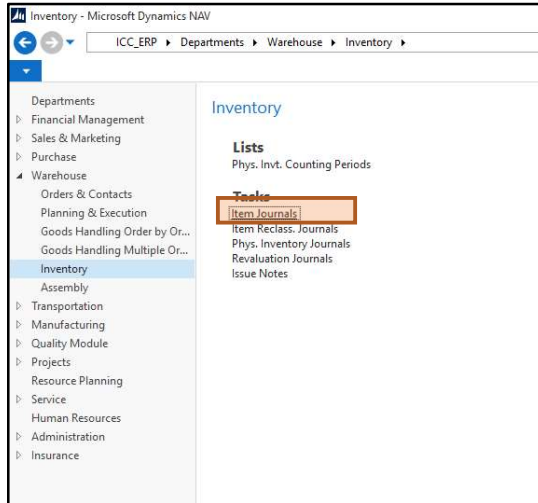 Inventory - Microsoft Dynamics NAV
ICC_ERP ▸ Departments ▸ Warehouse ▸ Inventory ▸
Departments
Financial Management
Sales & Marketing
Purchase
Warehouse
Orders & Contacts
Planning & Execution
Goods Handling Order by Or...
Goods Handling Multiple Or...
Inventory
Assembly
Transportation
Manufacturing
Quality Module
Projects
Resource Planning
Service
Human Resources
Administration
Insurance
Inventory
Lists
Phys. Invt. Counting Periods
Tasks
Item Journals
Item Reclass. Journals
Phys. Inventory Journals
Revaluation Journals
Issue Notes